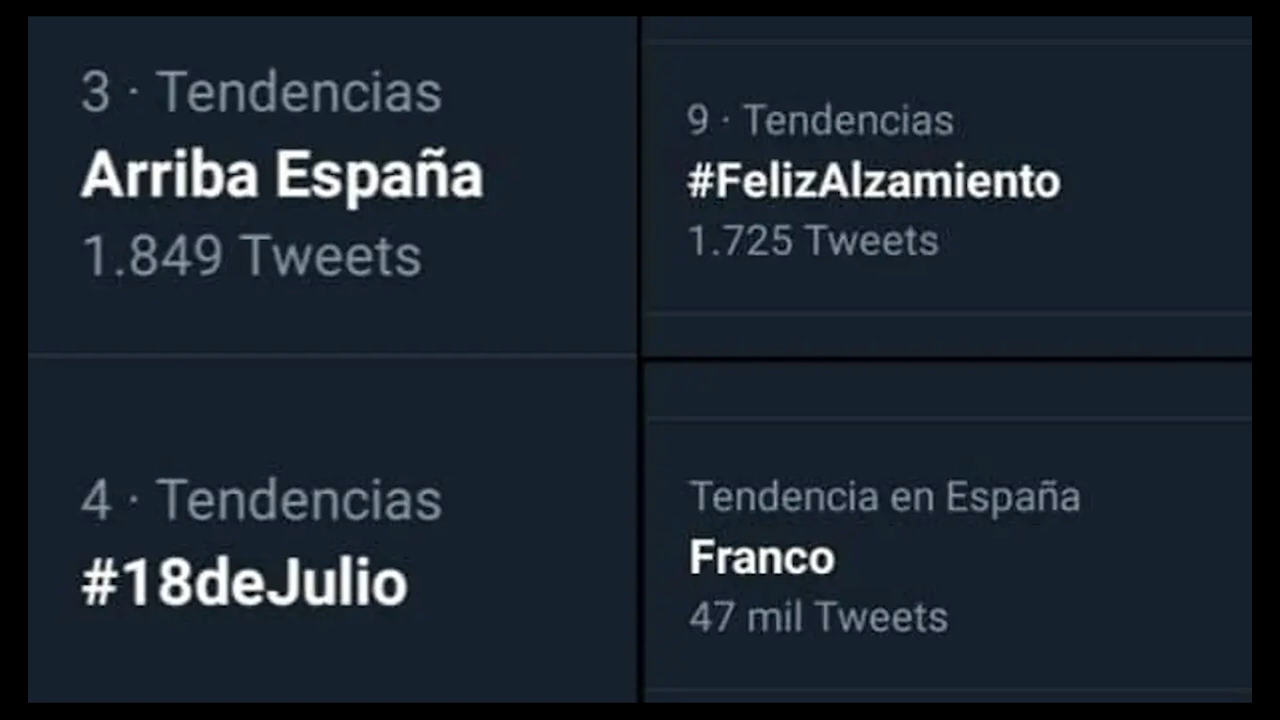 3 · Tendencias
Arriba España
1.849 Tweets
4 · Tendencias
#18deJulio
9 · Tendencias
#FelizAlzamiento
1.725 Tweets
Tendencia en España
Franco
47 mil Tweets